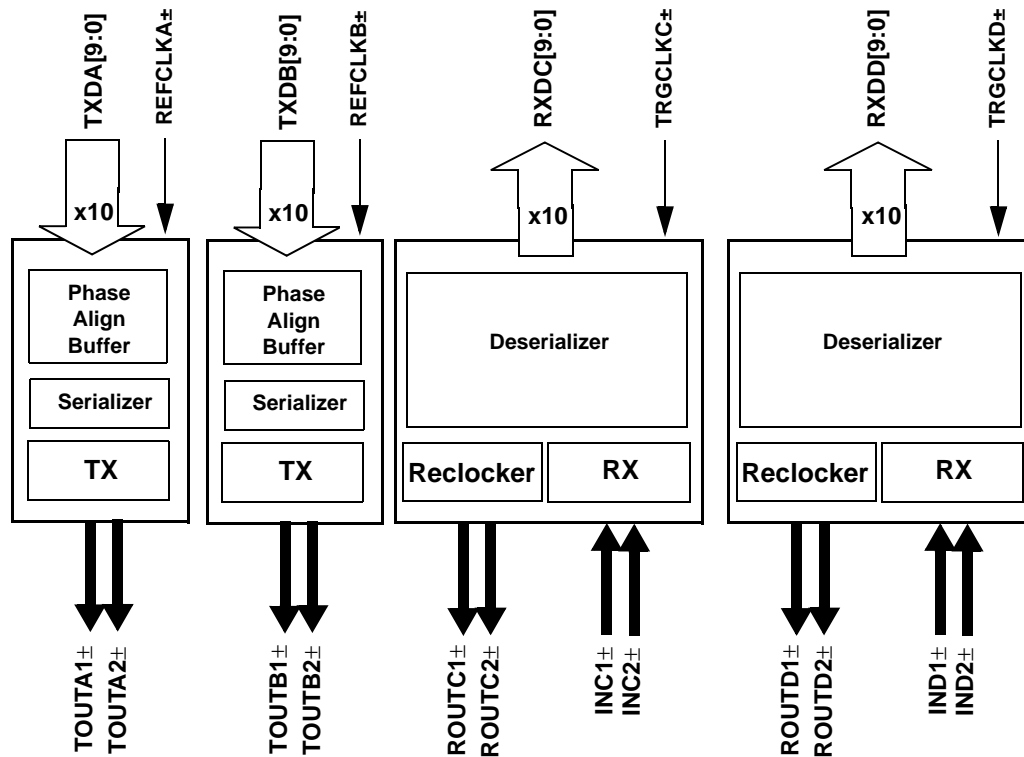 TXDA[9:0]
REFCLKA±
TXDB[9:0]
REFCLKB±
RXDC[9:0]
TRGCLKC±
RXDD[9:0]
TRGCLKD±
x10
x10
x10
x10
Phase
Align
Buffer
Serializer
TX
Phase
Align
Buffer
Serializer
TX
Deserializer
Reclocker
RX
Deserializer
Reclocker
RX
TOUTA1±
TOUTA2±
TOUTB1±
TOUTB2±
ROUTC1±
ROUTC2±
INC1±
INC2±
ROUTD1±
ROUTD2±
IND1±
IND2±